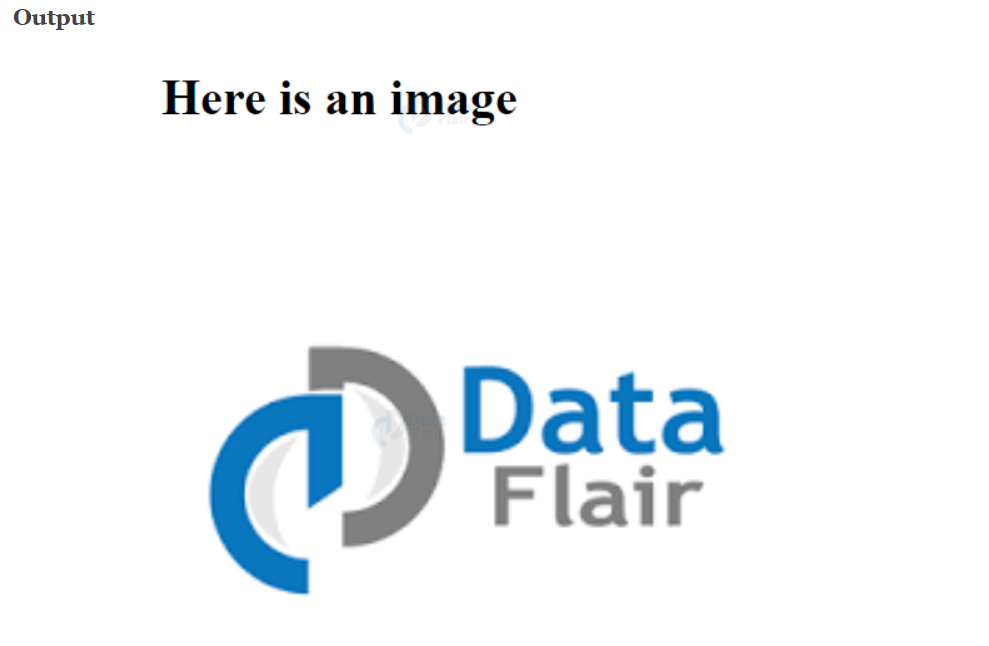 Output
Here is an image
Data
Flair